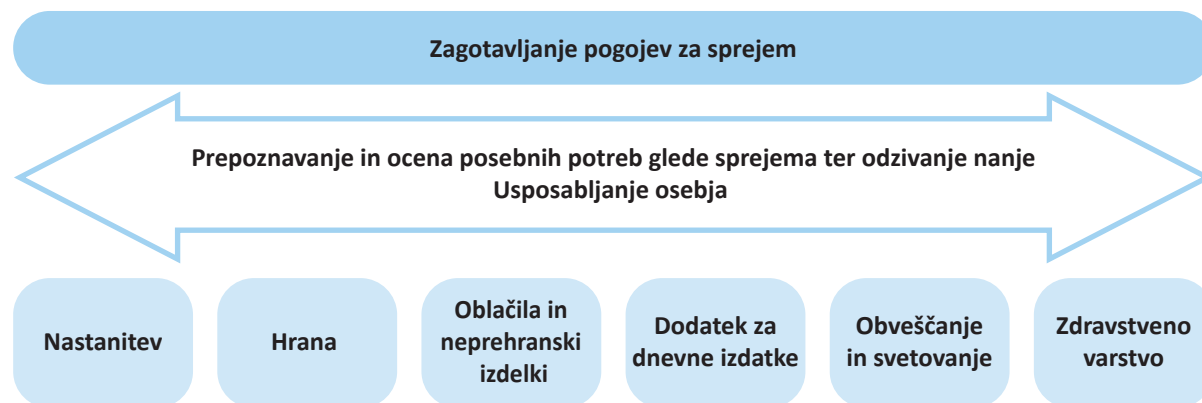 Zagotavljanje pogojev za sprejem
Prepoznavanje in ocena posebnih potreb glede sprejema ter odzivanje nanje
Usposabljanje osebja
Nastanitev
Hrana
Oblačila in
neprehranski
izdelki
Dodatek za
dnevne izdatke
Obveščanje
in svetovanje
Zdravstveno
varstvo